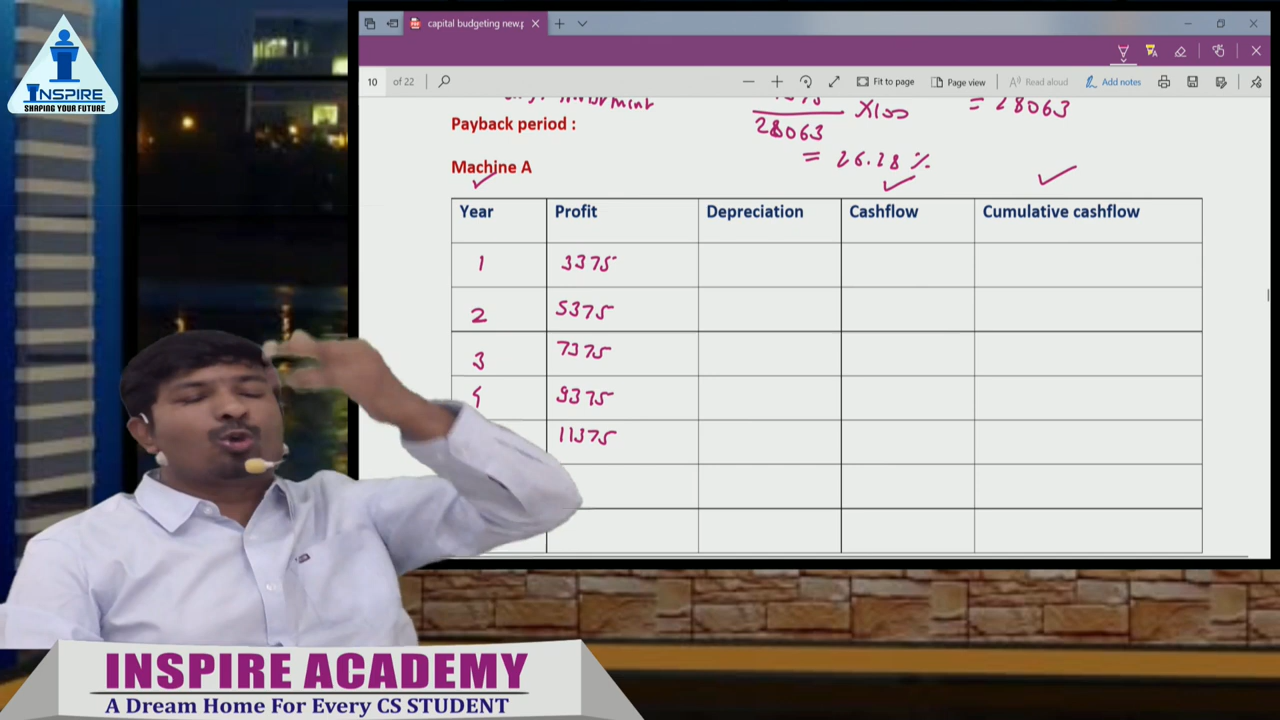 INSPIRE
SHAPING YOUR FUTURE
capital budgeting new.p
10 of 22
Fit to page
Page view
Read aloud
Add notes
28063 X100
= 28063
Payback period :
= 26.28 %
Machine A
Year Profit Depreciation Cashflow Cumulative cashflow
1 3375
2 5375
3 7375
4 9375
11375
INSPIRE ACADEMY
A Dream Home For Every CS STUDENT